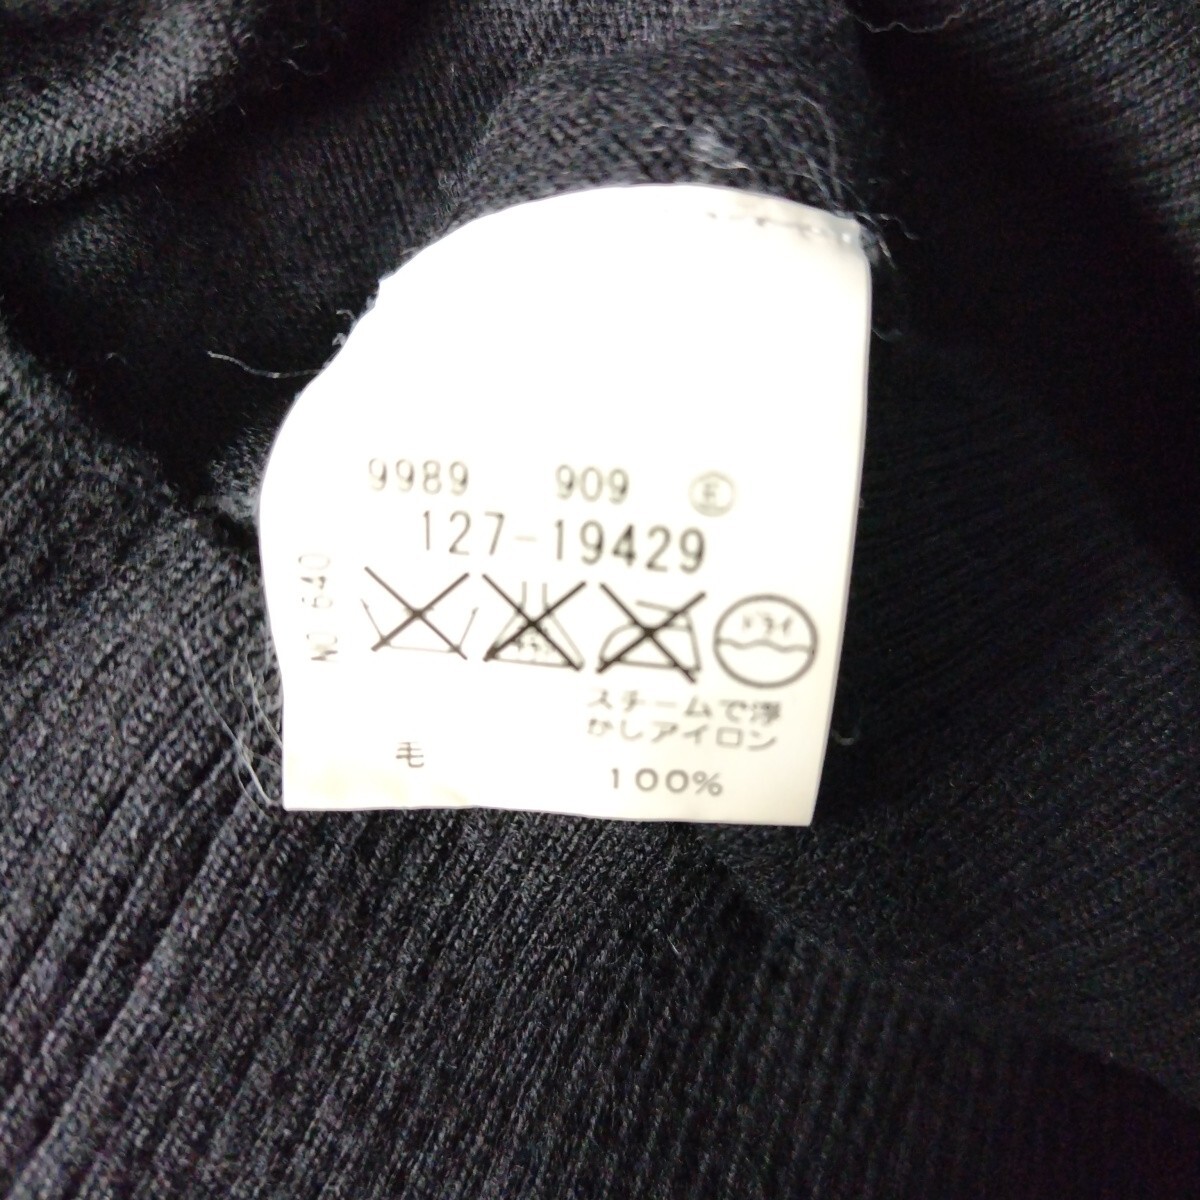 9989 909 E
127-19429
NO 640
ドライ
スチームで浮
かしアイロン
毛 100%